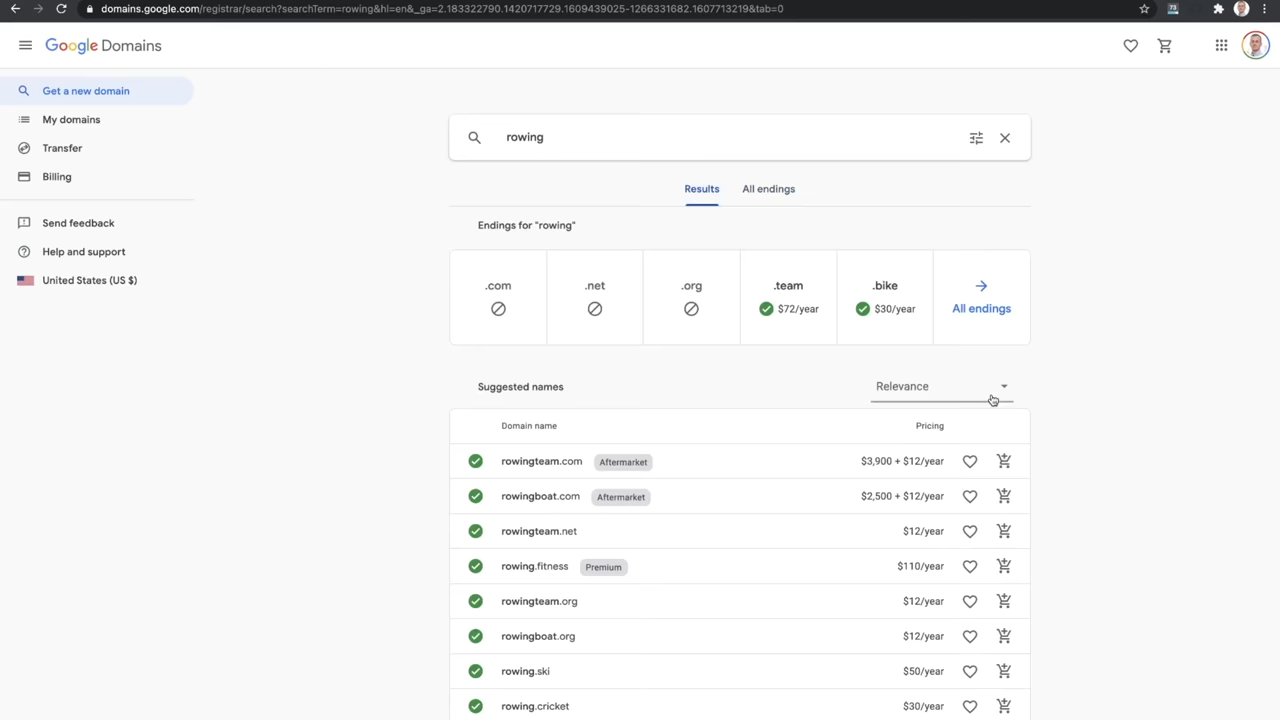 domains.google.com/registrar/search?searchTerm=rowing&hl=en&_ga=2.183322790.1420717729.1609439025-1266331682.1607713219&tab=0
73
Google Domains
Get a new domain
My domains
Transfer
Billing
Send feedback
Help and support
United States (US $)
rowing
Results All endings
Endings for "rowing"
.com .net .org .team .bike
$72/year $30/year All endings
Suggested names Relevance
Domain name Pricing
rowingteam.com Aftermarket $3,900 + $12/year
rowingboat.com Aftermarket $2,500 + $12/year
rowingteam.net $12/year
rowing.fitness Premium $110/year
rowingteam.org $12/year
rowingboat.org $12/year
rowing.ski $50/year
rowing.cricket $30/year